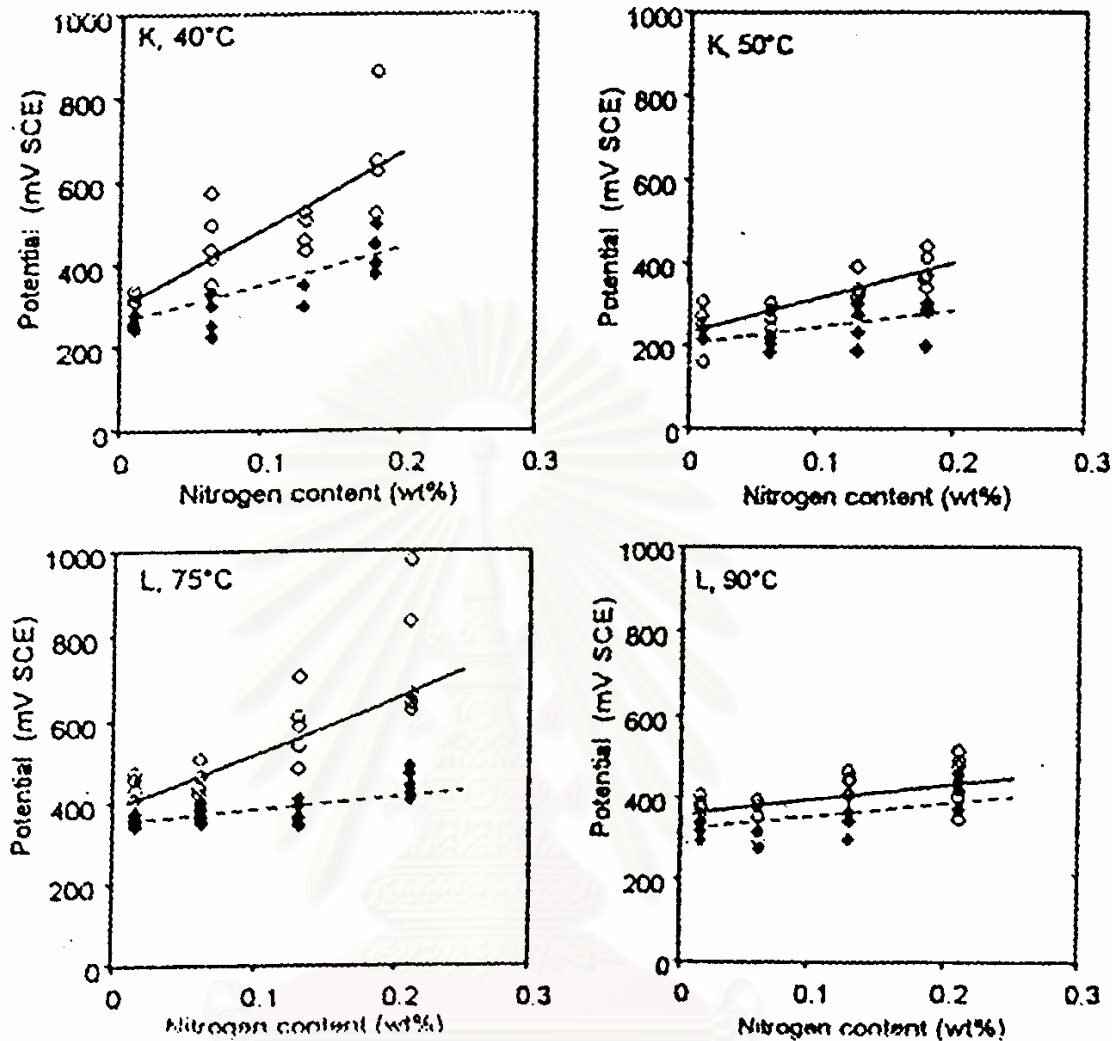 K, 40°C
Potential (mV SCE)
1000
800
600
400
200
0
0 0.1 0.2 0.3
Nitrogen content (wt%)
K, 50°C
Potential (mV SCE)
1000
800
600
400
200
0
0 0.1 0.2 0.3
Nitrogen content (wt%)
L, 75°C
Potential (mV SCE)
1000
800
600
400
200
0
0 0.1 0.2 0.3
Nitrogen content (wt%)
L, 90°C
Potential (mV SCE)
1000
800
600
400
200
0
0 0.1 0.2 0.3
Nitrogen content (wt%)